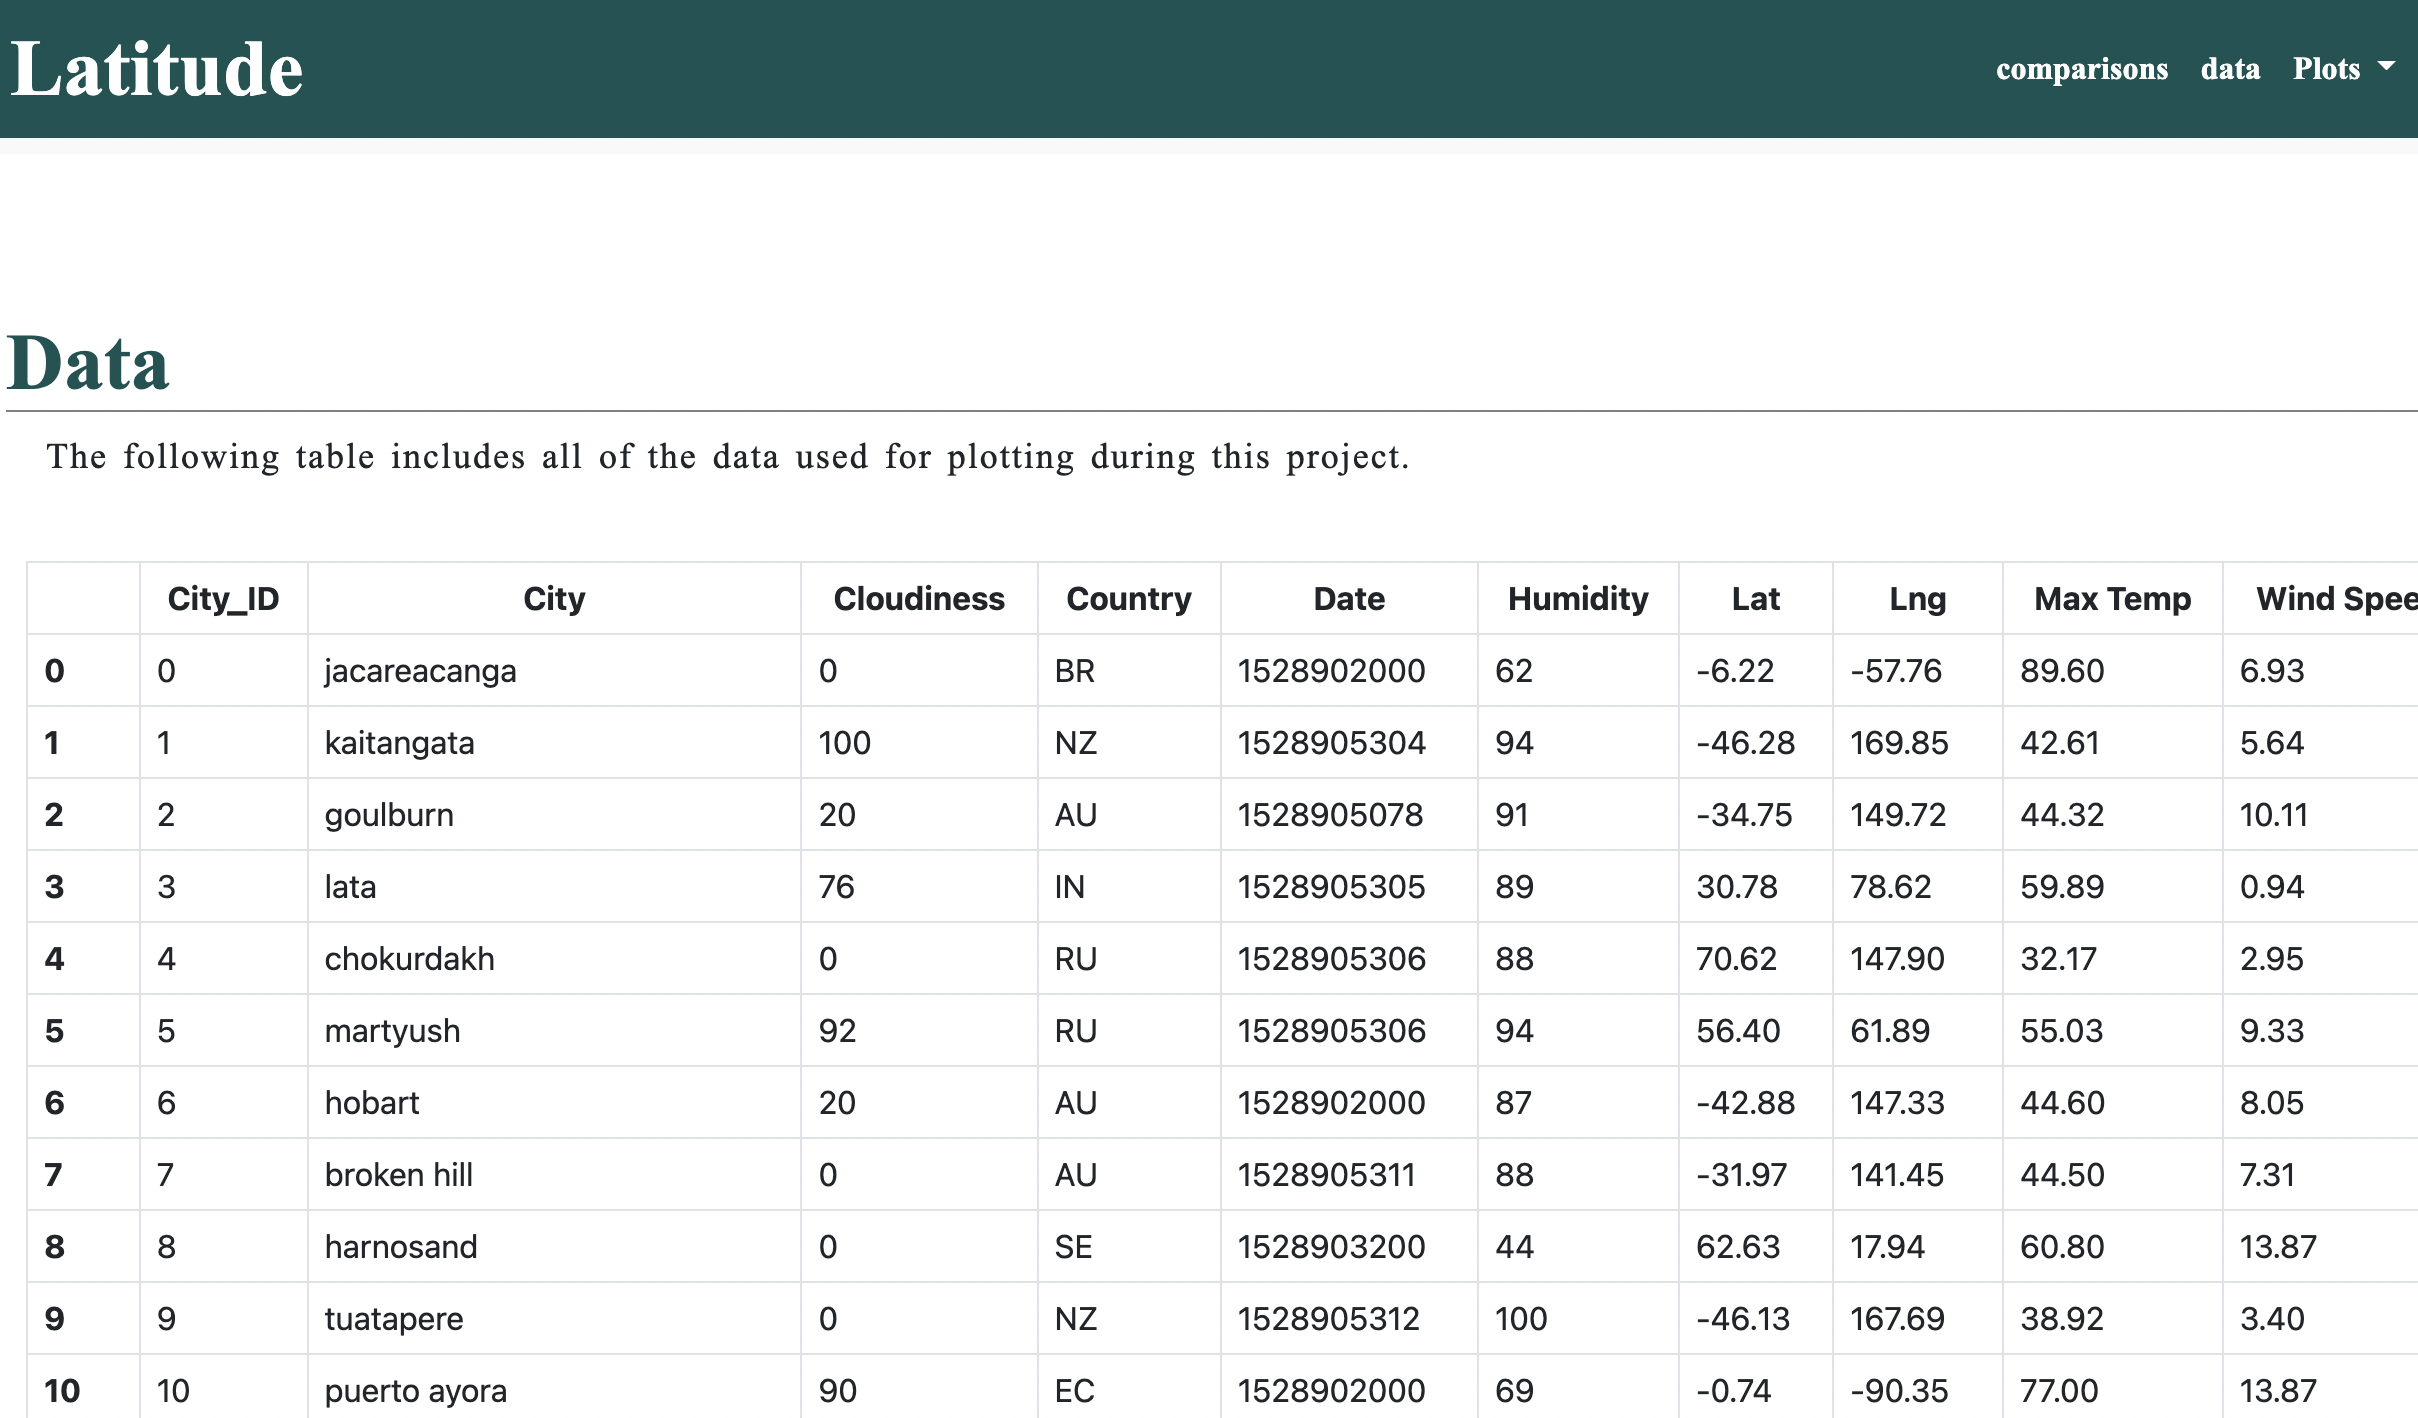 Latitude comparisons data Plots
Data
The following table includes all of the data used for plotting during this project.
City_ID City Cloudiness Country Date Humidity Lat Lng Max Temp Wind Spee
0 0 jacareacanga 0 BR 1528902000 62 -6.22 -57.76 89.60 6.93
1 1 kaitangata 100 NZ 1528905304 94 -46.28 169.85 42.61 5.64
2 2 goulburn 20 AU 1528905078 91 -34.75 149.72 44.32 10.11
3 3 lata 76 IN 1528905305 89 30.78 78.62 59.89 0.94
4 4 chokurdakh 0 RU 1528905306 88 70.62 147.90 32.17 2.95
5 5 martyush 92 RU 1528905306 94 56.40 61.89 55.03 9.33
6 6 hobart 20 AU 1528902000 87 -42.88 147.33 44.60 8.05
7 7 broken hill 0 AU 1528905311 88 -31.97 141.45 44.50 7.31
8 8 harnosand 0 SE 1528903200 44 62.63 17.94 60.80 13.87
9 9 tuatapere 0 NZ 1528905312 100 -46.13 167.69 38.92 3.40
10 10 puerto ayora 90 EC 1528902000 69 -0.74 -90.35 77.00 13.87